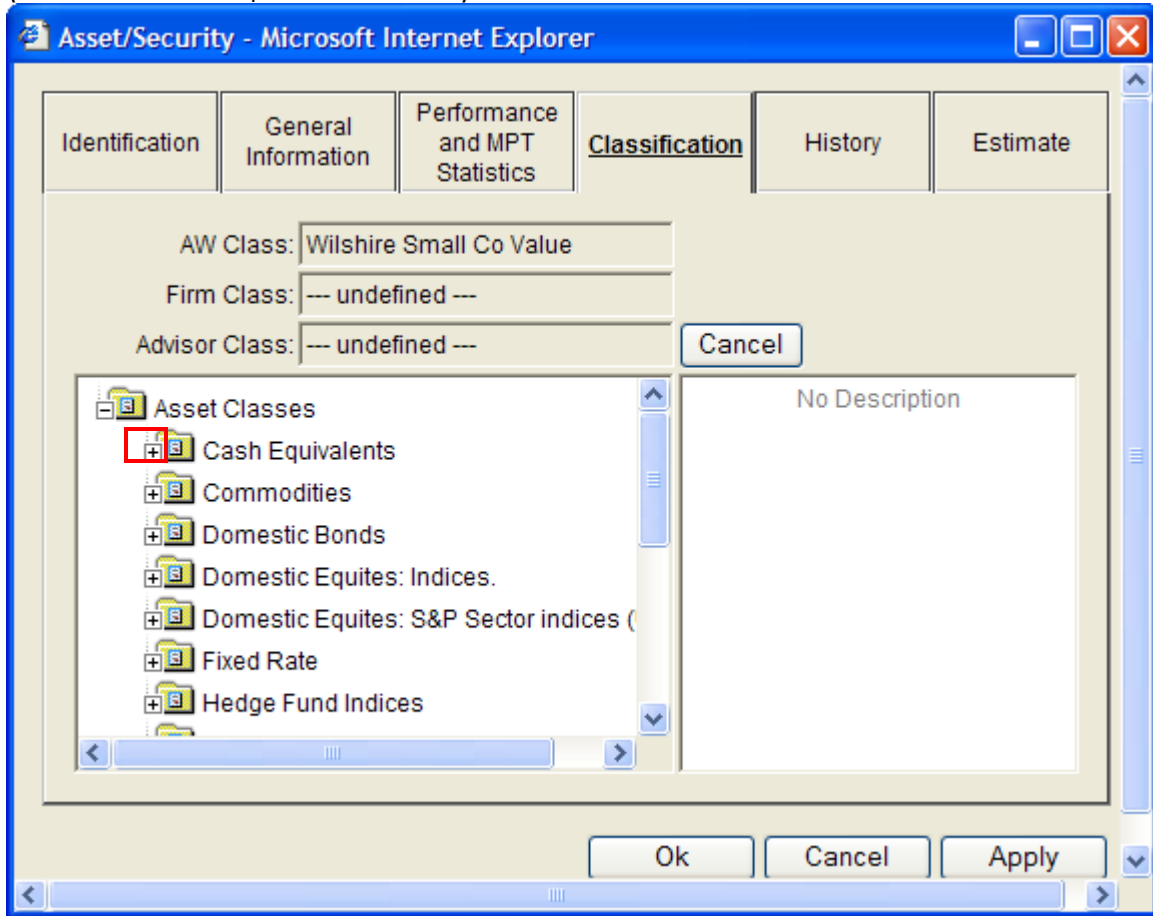 Asset/Security - Microsoft Internet Explorer
Identification
General
Information
Performance
and MPT
Statistics
Classification
History
Estimate
AW Class: Wilshire Small Co Value
Firm Class: --- undefined ---
Advisor Class: --- undefined --- Cancel
Asset Classes
Cash Equivalents
Commodities
Domestic Bonds
Domestic Equites: Indices.
Domestic Equites: S&P Sector indices (
Fixed Rate
Hedge Fund Indices
No Description
Ok Cancel Apply